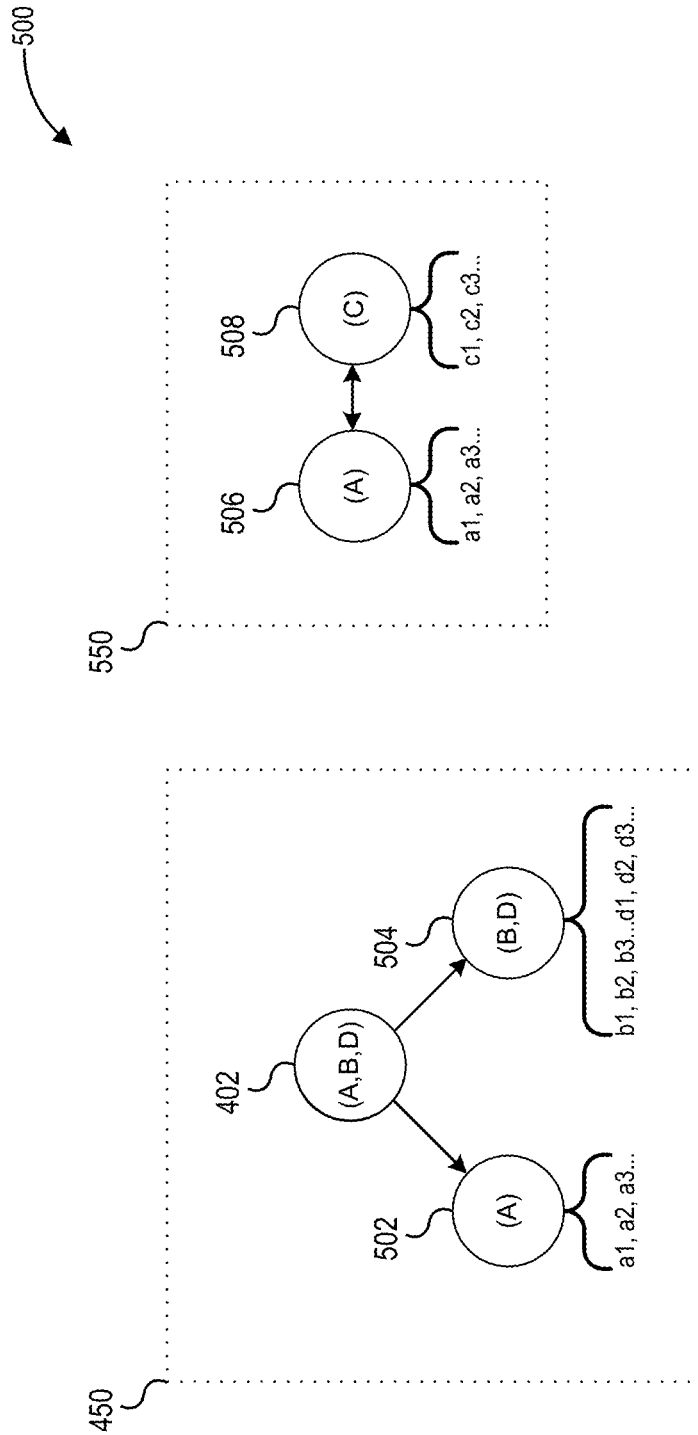 500
450
402
(A,B,D)
502
(A)
a1, a2, a3...
504
(B,D)
b1, b2, b3...d1, d2, d3...
550
506
(A)
a1, a2, a3...
508
(C)
c1, c2, c3...